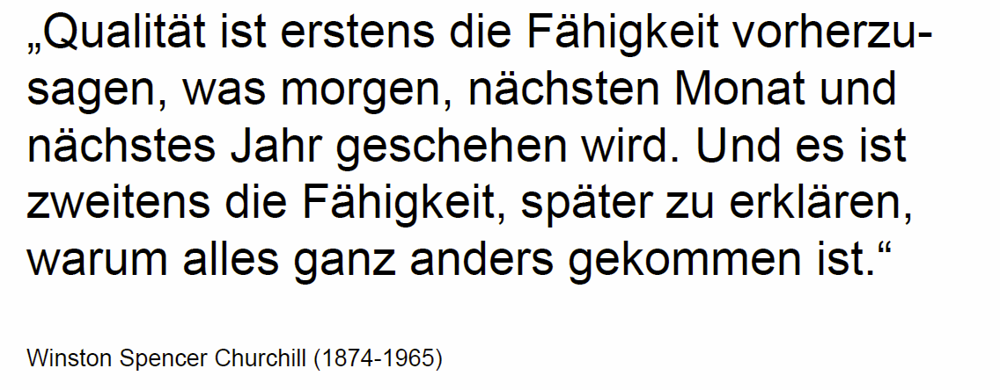 „Qualität ist erstens die Fähigkeit vorherzu-
sagen, was morgen, nächsten Monat und
nächstes Jahr geschehen wird. Und es ist
zweitens die Fähigkeit, später zu erklären,
warum alles ganz anders gekommen ist.“
Winston Spencer Churchill (1874-1965)